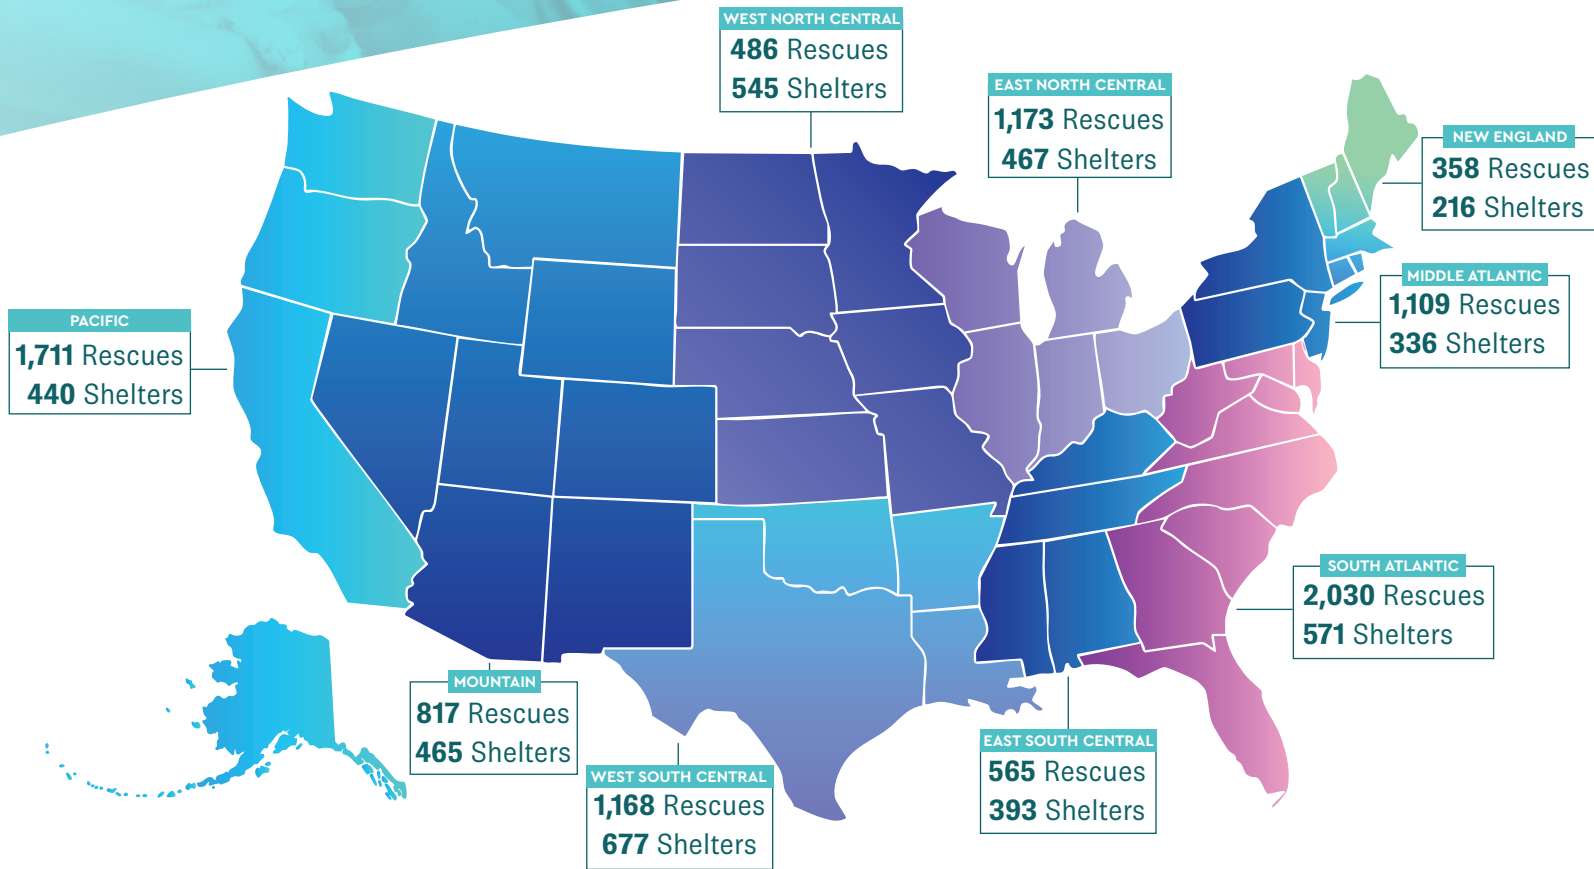 WEST NORTH CENTRAL
486 Rescues
545 Shelters
EAST NORTH CENTRAL
1,173 Rescues
467 Shelters
NEW ENGLAND
358 Rescues
216 Shelters
MIDDLE ATLANTIC
1,109 Rescues
336 Shelters
PACIFIC
1,711 Rescues
440 Shelters
SOUTH ATLANTIC
2,030 Rescues
571 Shelters
MOUNTAIN
817 Rescues
465 Shelters
WEST SOUTH CENTRAL
1,168 Rescues
677 Shelters
EAST SOUTH CENTRAL
565 Rescues
393 Shelters